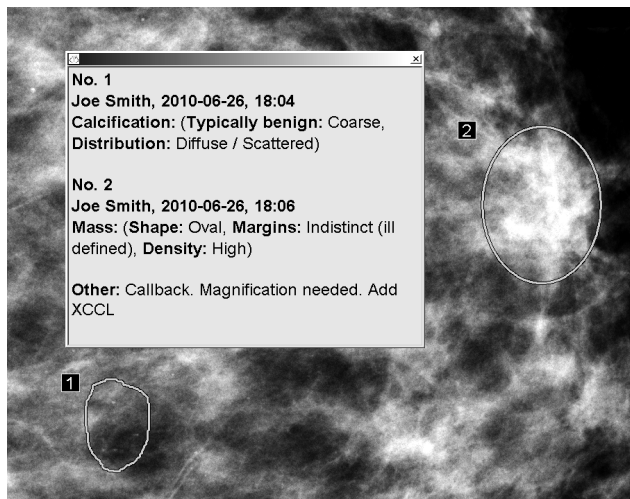 No. 1
Joe Smith, 2010-06-26, 18:04
Calcification: (Typically benign: Coarse,
Distribution: Diffuse / Scattered)
No. 2
Joe Smith, 2010-06-26, 18:06
Mass: (Shape: Oval, Margins: Indistinct (ill
defined), Density: High)
Other: Callback. Magnification needed. Add
XCCL
2
1